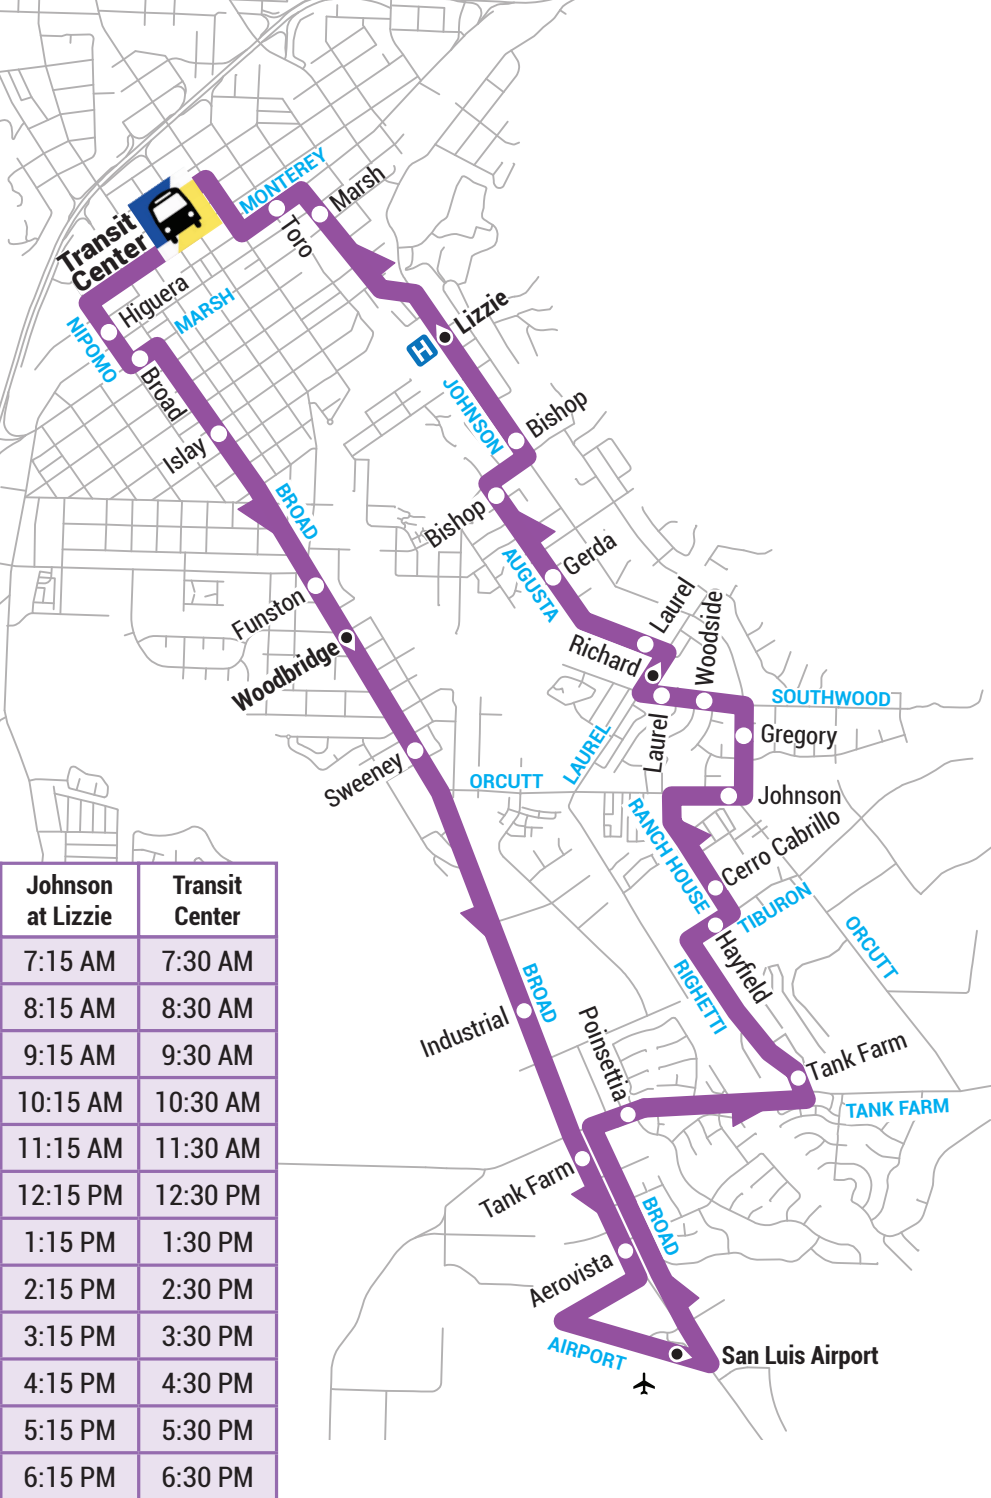 MONTEREY
Marsh
Toro
Transit
Center
Higuera
MARSH
NIPOMO
Broad
Lizzie
H
JOHNSON
Islay
Bishop
BROAD
Bishop
Gerda
AUGUSTA
Funston
Laurel
Woodside
Richard
Woodbridge
SOUTHWOOD
Laurel
Gregory
LAUREL
Sweeney
ORCUTT
Johnson
RANCH HOUSE
Cerro Cabrillo
TIBURON
ORCUTT
Hayfield
RIGHETTI
BROAD
Industrial
Poinsettia
Tank Farm
TANK FARM
Tank Farm
BROAD
Aerovista
AIRPORT
San Luis Airport
Johnson at Lizzie Transit Center
7:15 AM 7:30 AM
8:15 AM 8:30 AM
9:15 AM 9:30 AM
10:15 AM 10:30 AM
11:15 AM 11:30 AM
12:15 PM 12:30 PM
1:15 PM 1:30 PM
2:15 PM 2:30 PM
3:15 PM 3:30 PM
4:15 PM 4:30 PM
5:15 PM 5:30 PM
6:15 PM 6:30 PM